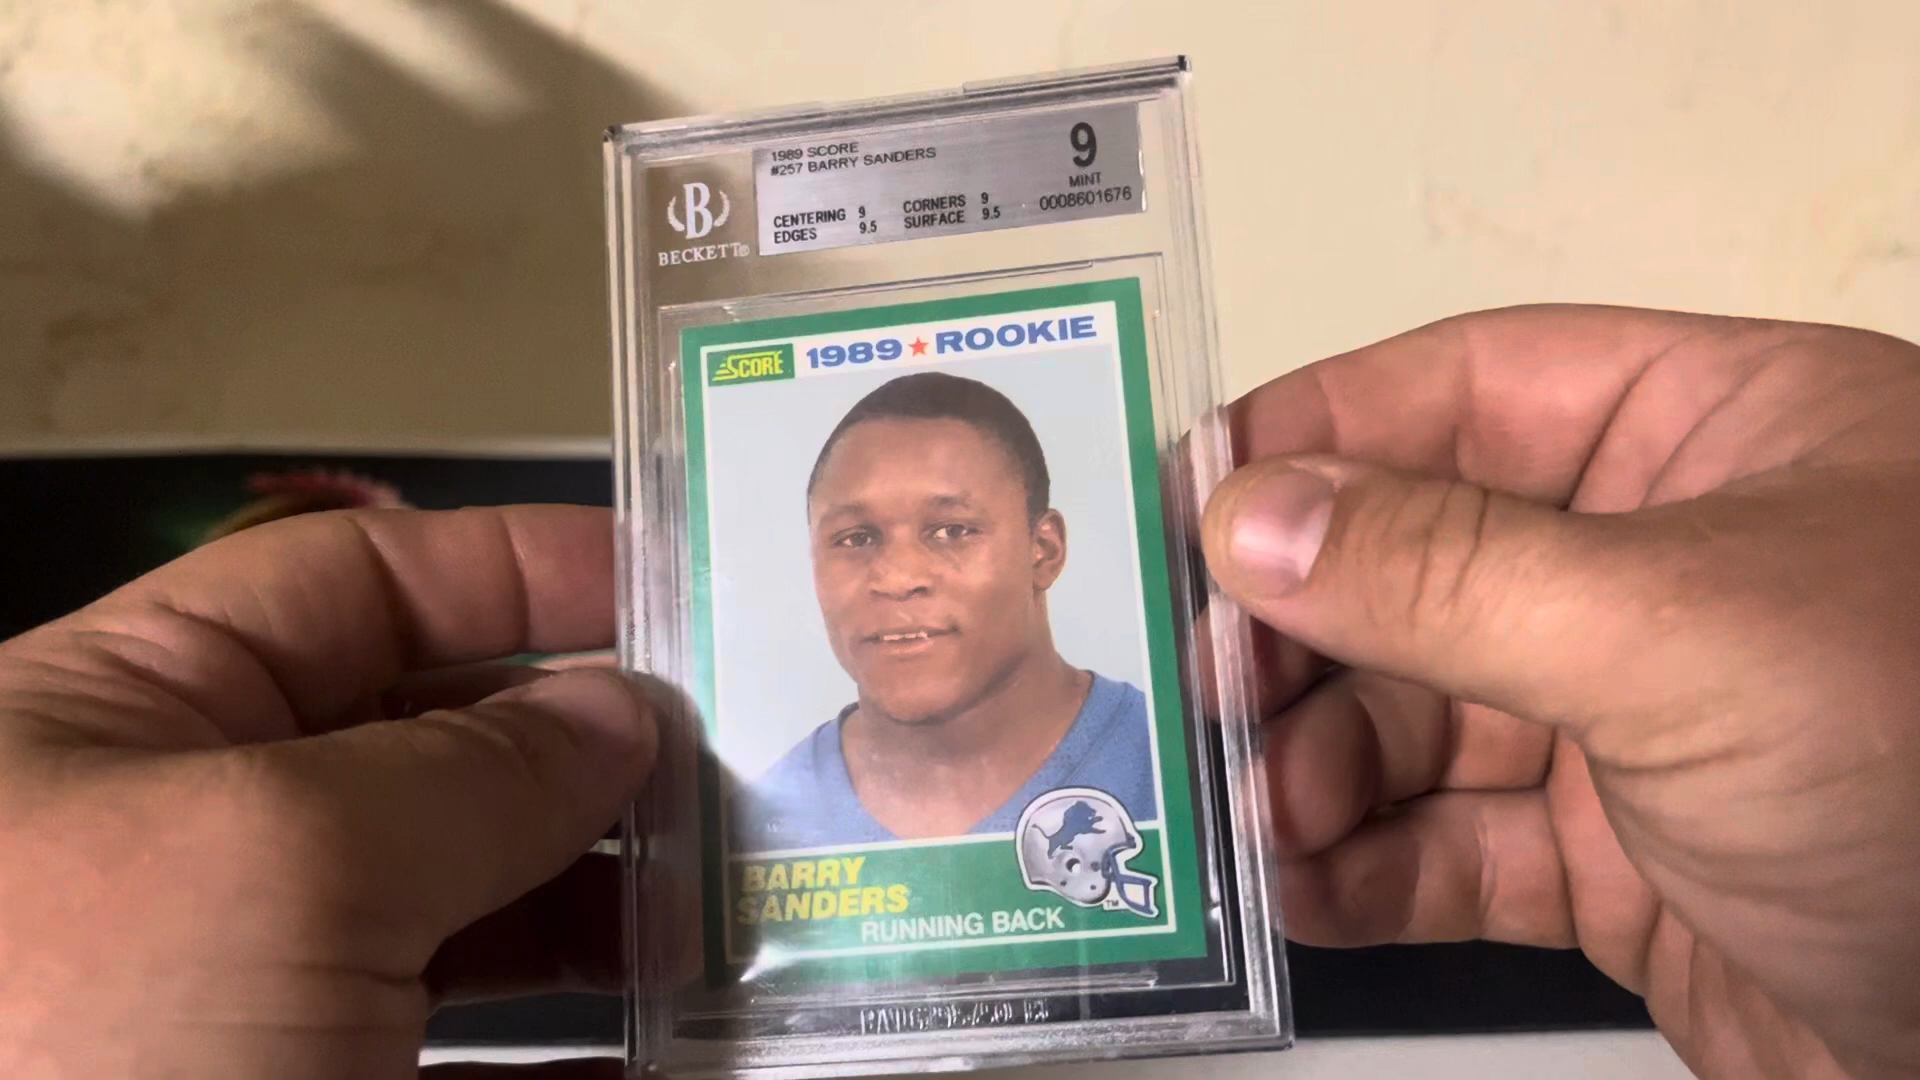 1989 SCORE
#257 BARRY SANDERS
9
MINT
0008601676
CENTERING 9 CORNERS 9
EDGES 9.5 SURFACE 9.5
B
BECKETT®
SCORE 1989 ★ ROOKIE
BARRY
SANDERS
RUNNING BACK
TM